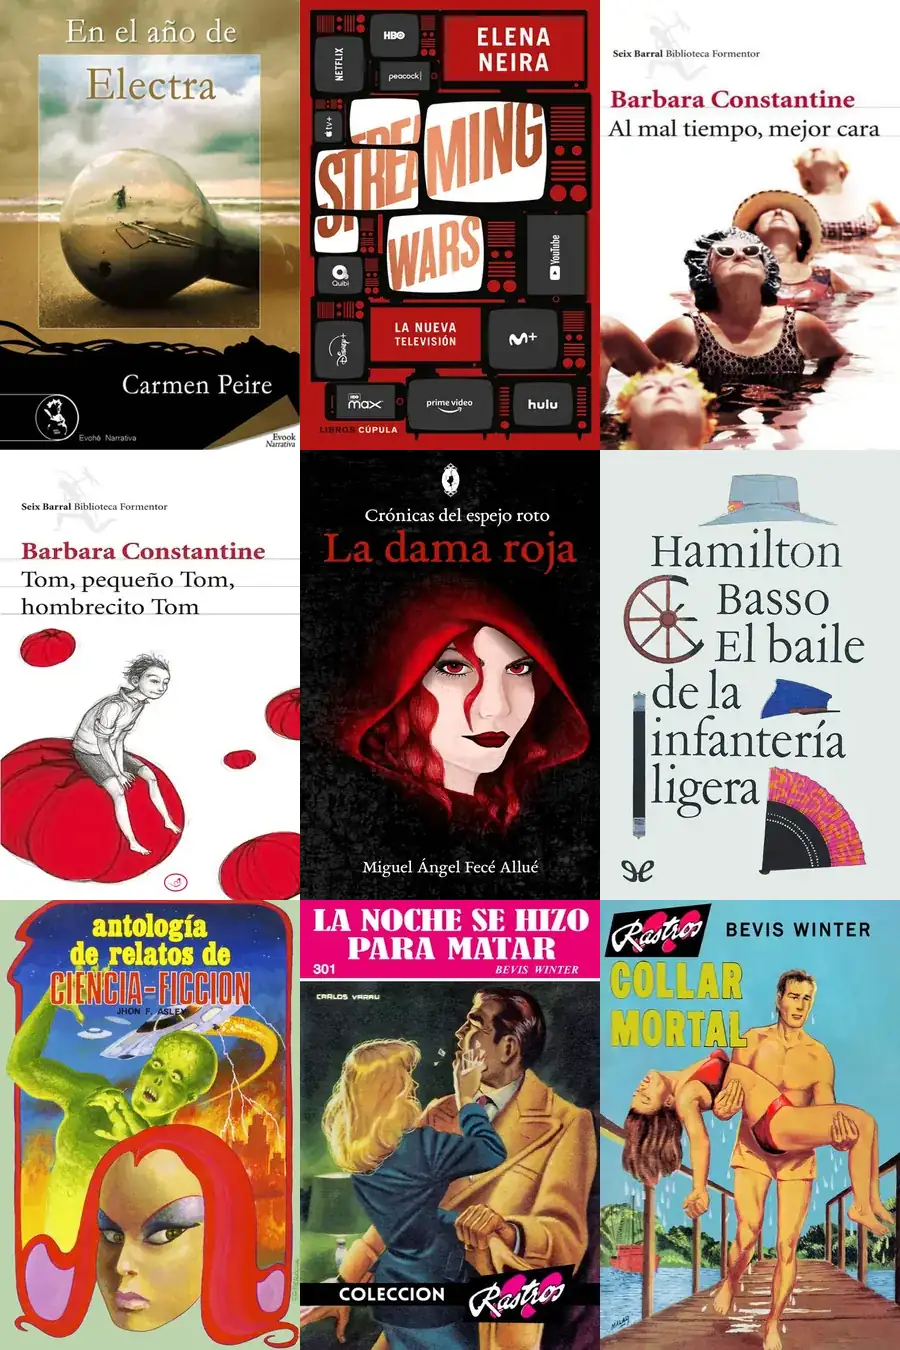 En el año de
Electra
Carmen Peire
Evohé Narrativa
Evook
Narrativa
NETFLIX
HBO
peacock
ELENA
NEIRA
tv+
STREAMING
WARS
Quibi
YouTube
Disney+
LA NUEVA
TELEVISIÓN
M+
HBO
max
prime video
hulu
LIBROS CÚPULA
Seix Barral Biblioteca Formentor
Barbara Constantine
Al mal tiempo, mejor cara
Seix Barral Biblioteca Formentor
Barbara Constantine
Tom, pequeño Tom,
hombrecito Tom
Crónicas del espejo roto
La dama roja
Miguel Ángel Fecé Allué
Hamilton
Basso
El baile
de la
infantería
ligera
antología
de relatos de
CIENCIA-FICCION
JHON F. ASLEY
LA NOCHE SE HIZO
PARA MATAR
301
BEVIS WINTER
CARLOS VARAU
COLECCION Rastros
Rastros
BEVIS WINTER
COLLAR
MORTAL